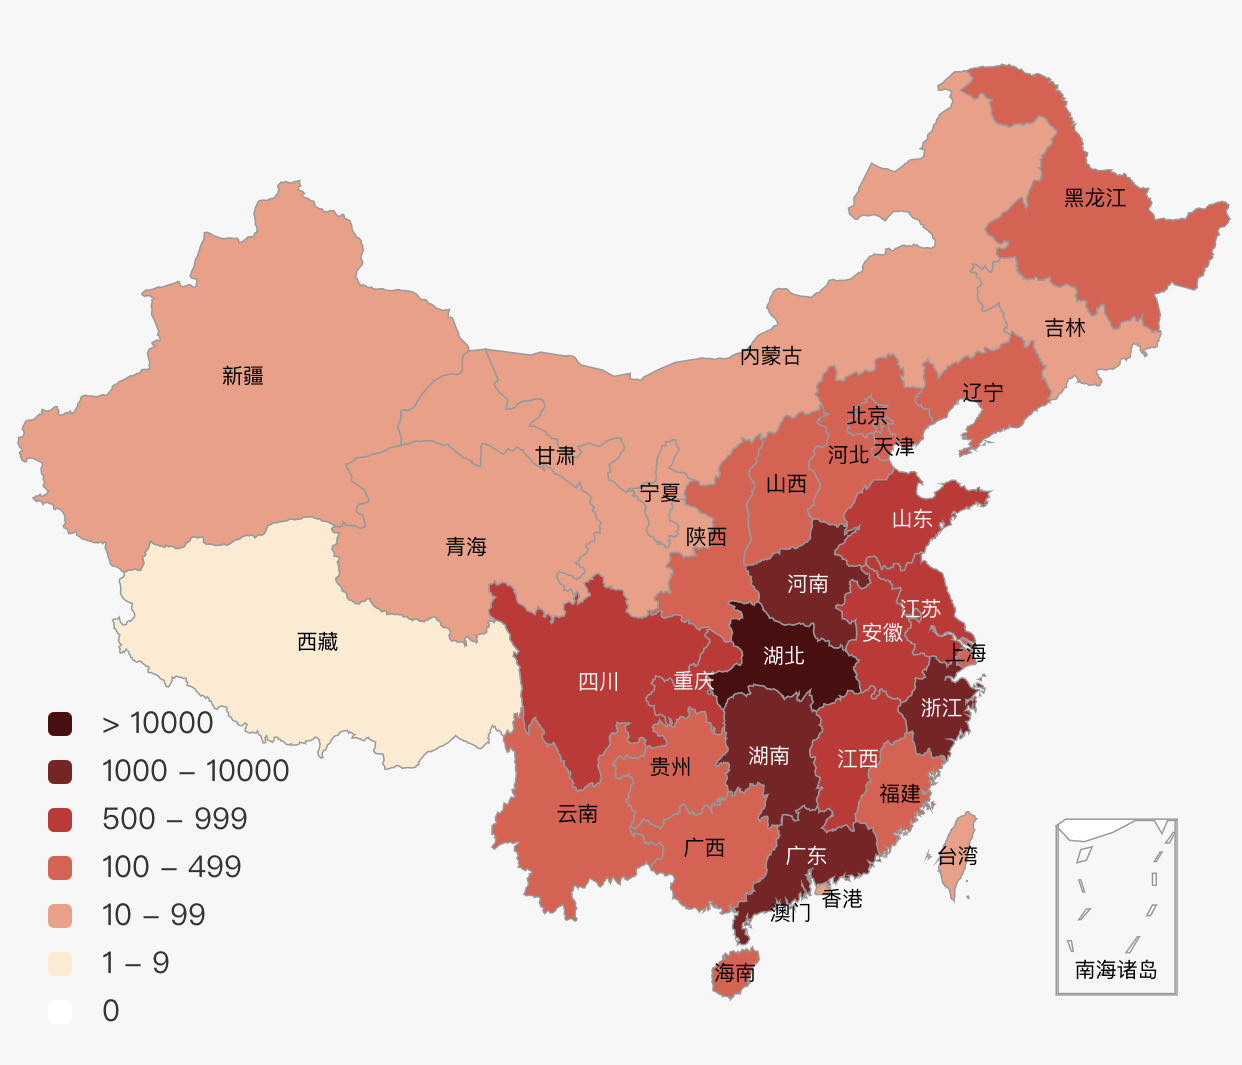 黑龙江
吉林
内蒙古
新疆
辽宁
北京
天津
河北
甘肃
山西
宁夏
山东
陕西
青海
河南
江苏
安徽
西藏
上海
湖北
四川
重庆
浙江
湖南
江西
贵州
福建
云南
广西
广东
台湾
香港
澳门
海南
南海诸岛
> 10000
1000 – 10000
500 – 999
100 – 499
10 – 99
1 – 9
0